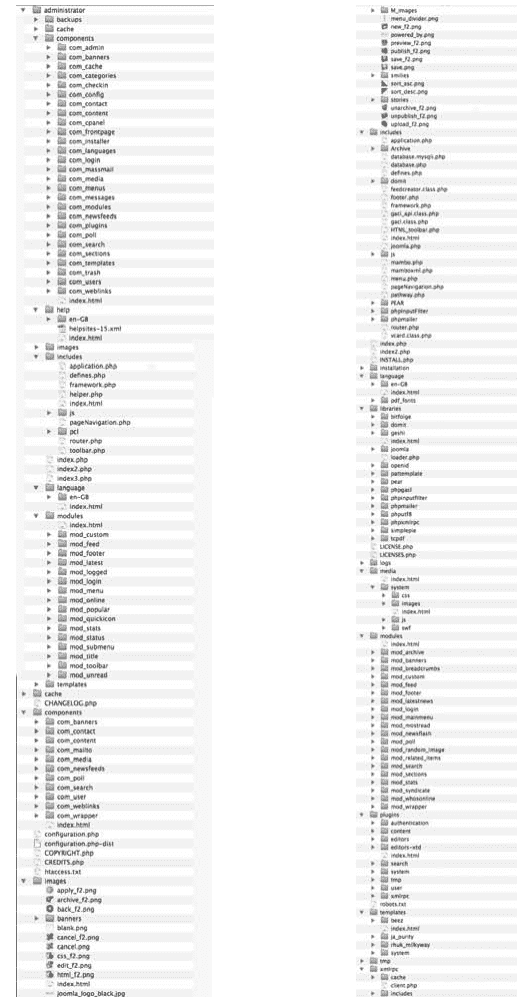 administrator
backups
cache
components
com_admin
com_banners
com_cache
com_categories
com_checkin
com_config
com_contact
com_content
com_cpanel
com_frontpage
com_installer
com_languages
com_login
com_massmail
com_media
com_menus
com_messages
com_modules
com_newsfeeds
com_plugins
com_poll
com_search
com_sections
com_templates
com_trash
com_users
com_weblinks
index.html
help
en-GB
helpsites-15.xml
index.html
images
includes
application.php
defines.php
framework.php
helper.php
index.html
js
pageNavigation.php
pcl
router.php
toolbar.php
index.php
index2.php
index3.php
language
en-GB
index.html
modules
index.html
mod_custom
mod_feed
mod_footer
mod_latest
mod_logged
mod_login
mod_menu
mod_online
mod_popular
mod_quickicon
mod_stats
mod_status
mod_submenu
mod_title
mod_toolbar
mod_unread
templates
cache
CHANGELOG.php
components
com_banners
com_contact
com_content
com_mailto
com_media
com_newsfeeds
com_poll
com_search
com_user
com_weblinks
com_wrapper
index.html
configuration.php
configuration.php-dist
COPYRIGHT.php
CREDITS.php
htaccess.txt
images
apply_f2.png
archive_f2.png
back_f2.png
banners
blank.png
cancel_f2.png
cancel.png
css_f2.png
edit_f2.png
html_f2.png
index.html
joomla_logo_black.jpg
M_images
menu_divider.png
new_f2.png
powered_by.png
preview_f2.png
publish_f2.png
save_f2.png
save.png
smilies
sort_asc.png
sort_desc.png
stories
unarchive_f2.png
unpublish_f2.png
upload_f2.png
includes
application.php
Archive
database.mysqli.php
database.php
defines.php
domit
feedcreator.class.php
footer.php
framework.php
gacl_api.class.php
gacl.class.php
HTML_toolbar.php
index.html
joomla.php
js
mambo.php
mamboxml.php
menu.php
pageNavigation.php
pathway.php
PEAR
phpInputFilter
phpmailer
router.php
vcard.class.php
index.php
index2.php
INSTALL.php
installation
language
en-GB
index.html
pdf_fonts
libraries
bitfolge
domit
geshi
index.html
joomla
loader.php
openid
pattemplate
pear
phpgacl
phpinputfilter
phpmailer
phputf8
phpxmlrpc
simplepie
tcpdf
LICENSE.php
LICENSES.php
logs
media
index.html
system
css
images
index.html
js
swf
modules
index.html
mod_archive
mod_banners
mod_breadcrumbs
mod_custom
mod_feed
mod_footer
mod_latestnews
mod_login
mod_mainmenu
mod_mostread
mod_newsflash
mod_poll
mod_random_image
mod_related_items
mod_search
mod_sections
mod_stats
mod_syndicate
mod_whosonline
mod_wrapper
plugins
authentication
content
editors
editors-xtd
index.html
search
system
tmp
user
xmlrpc
robots.txt
templates
beez
index.html
ja_purity
rhuk_milkyway
system
tmp
xmlrpc
cache
client.php
includes